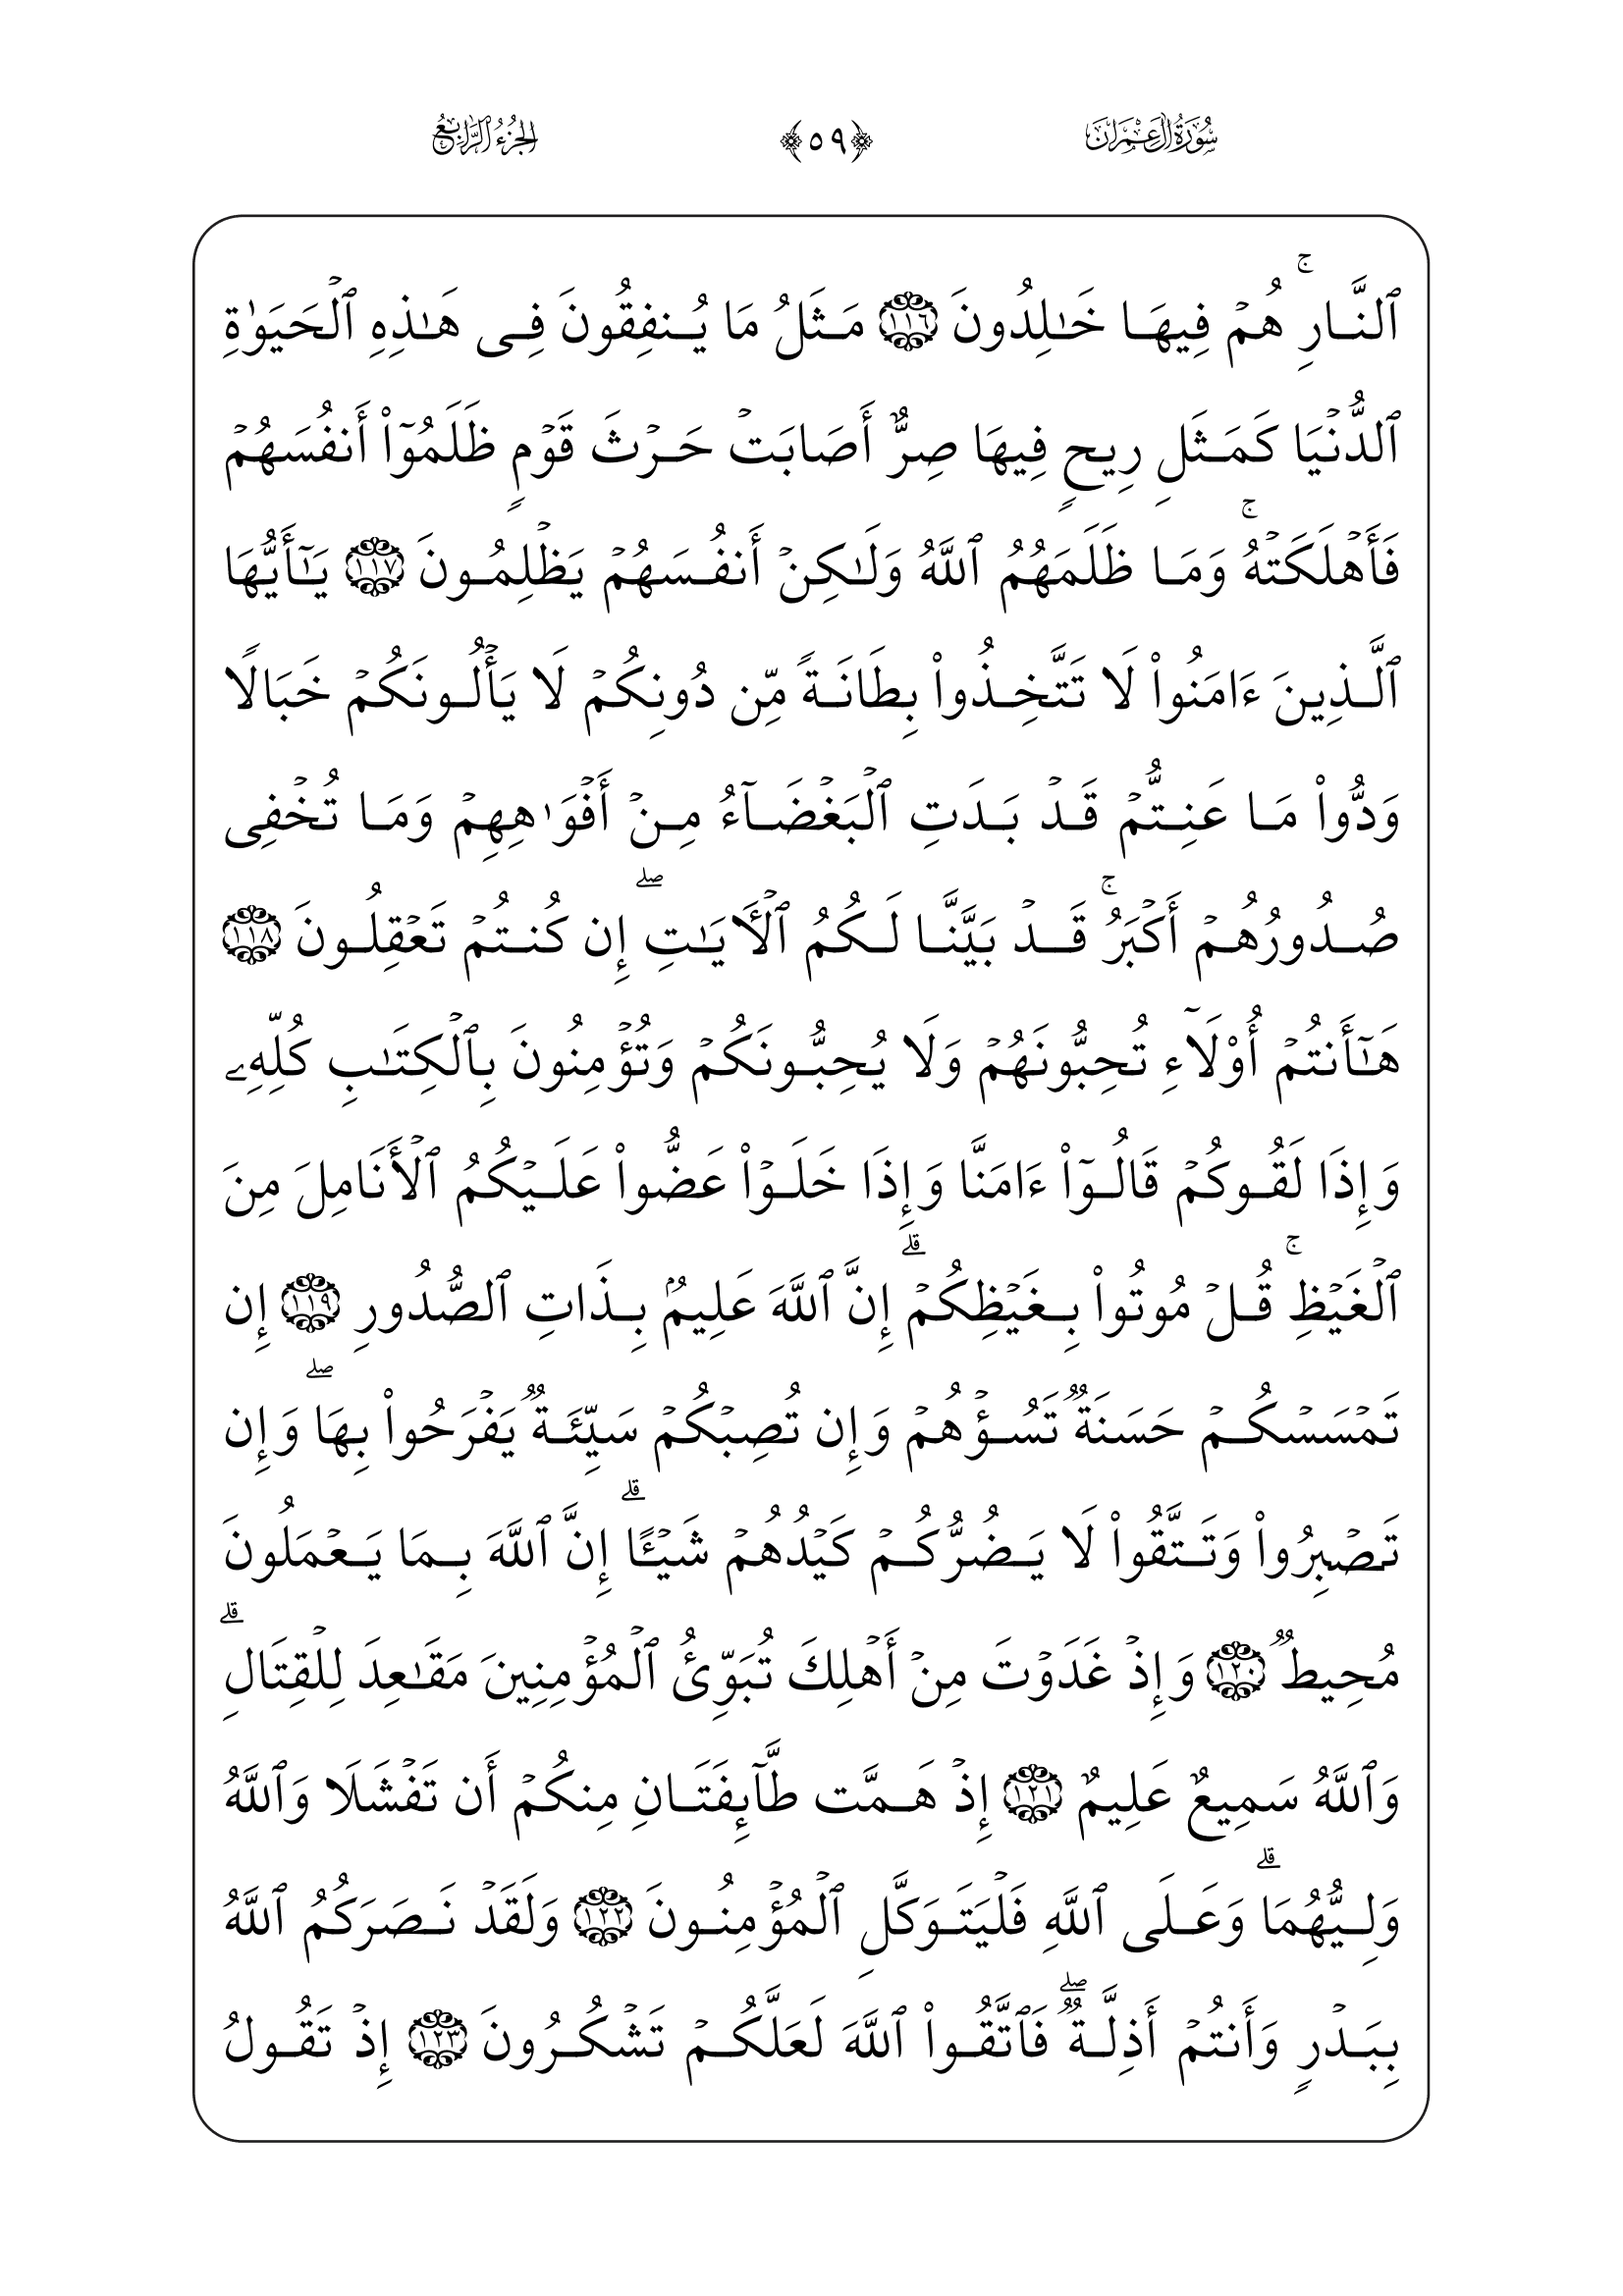 سُورَةُ آلِ عِمْرَانَ ﴿٥٩﴾ الجُزْءُ الرَّابِعُ
ٱلنَّارِۚ هُمۡ فِيهَا خَٰلِدُونَ ١١٦ مَثَلُ مَا يُنفِقُونَ فِي هَٰذِهِ ٱلۡحَيَوٰةِ
ٱلدُّنۡيَا كَمَثَلِ رِيحٖ فِيهَا صِرٌّ أَصَابَتۡ حَرۡثَ قَوۡمٖ ظَلَمُوٓاْ أَنفُسَهُمۡ
فَأَهۡلَكَتۡهُۚ وَمَا ظَلَمَهُمُ ٱللَّهُ وَلَٰكِنۡ أَنفُسَهُمۡ يَظۡلِمُونَ ١١٧ يَٰٓأَيُّهَا
ٱلَّذِينَ ءَامَنُواْ لَا تَتَّخِذُواْ بِطَانَةٗ مِّن دُونِكُمۡ لَا يَأۡلُونَكُمۡ خَبَالٗا
وَدُّواْ مَا عَنِتُّمۡ قَدۡ بَدَتِ ٱلۡبَغۡضَآءُ مِنۡ أَفۡوَٰهِهِمۡ وَمَا تُخۡفِي
صُدُورُهُمۡ أَكۡبَرُۚ قَدۡ بَيَّنَّا لَكُمُ ٱلۡأٓيَٰتِۖ إِن كُنتُمۡ تَعۡقِلُونَ ١١٨
هَٰٓأَنتُمۡ أُوْلَآءِ تُحِبُّونَهُمۡ وَلَا يُحِبُّونَكُمۡ وَتُؤۡمِنُونَ بِٱلۡكِتَٰبِ كُلِّهِۦ
وَإِذَا لَقُوكُمۡ قَالُوٓاْ ءَامَنَّا وَإِذَا خَلَوۡاْ عَضُّواْ عَلَيۡكُمُ ٱلۡأَنَامِلَ مِنَ
ٱلۡغَيۡظِۚ قُلۡ مُوتُواْ بِغَيۡظِكُمۡۗ إِنَّ ٱللَّهَ عَلِيمُۢ بِذَاتِ ٱلصُّدُورِ ١١٩ إِن
تَمۡسَسۡكُمۡ حَسَنَةٞ تَسُؤۡهُمۡ وَإِن تُصِبۡكُمۡ سَيِّئَةٞ يَفۡرَحُواْ بِهَاۖ وَإِن
تَصۡبِرُواْ وَتَتَّقُواْ لَا يَضُرُّكُمۡ كَيۡدُهُمۡ شَيۡـًٔاۗ إِنَّ ٱللَّهَ بِمَا يَعۡمَلُونَ
مُحِيطٞ ١٢٠ وَإِذۡ غَدَوۡتَ مِنۡ أَهۡلِكَ تُبَوِّئُ ٱلۡمُؤۡمِنِينَ مَقَٰعِدَ لِلۡقِتَالِۗ
وَٱللَّهُ سَمِيعٌ عَلِيمٌ ١٢١ إِذۡ هَمَّت طَّآئِفَتَانِ مِنكُمۡ أَن تَفۡشَلَا وَٱللَّهُ
وَلِيُّهُمَاۗ وَعَلَى ٱللَّهِ فَلۡيَتَوَكَّلِ ٱلۡمُؤۡمِنُونَ ١٢٢ وَلَقَدۡ نَصَرَكُمُ ٱللَّهُ
بِبَدۡرٖ وَأَنتُمۡ أَذِلَّةٞۖ فَٱتَّقُواْ ٱللَّهَ لَعَلَّكُمۡ تَشۡكُرُونَ ١٢٣ إِذۡ تَقُولُ